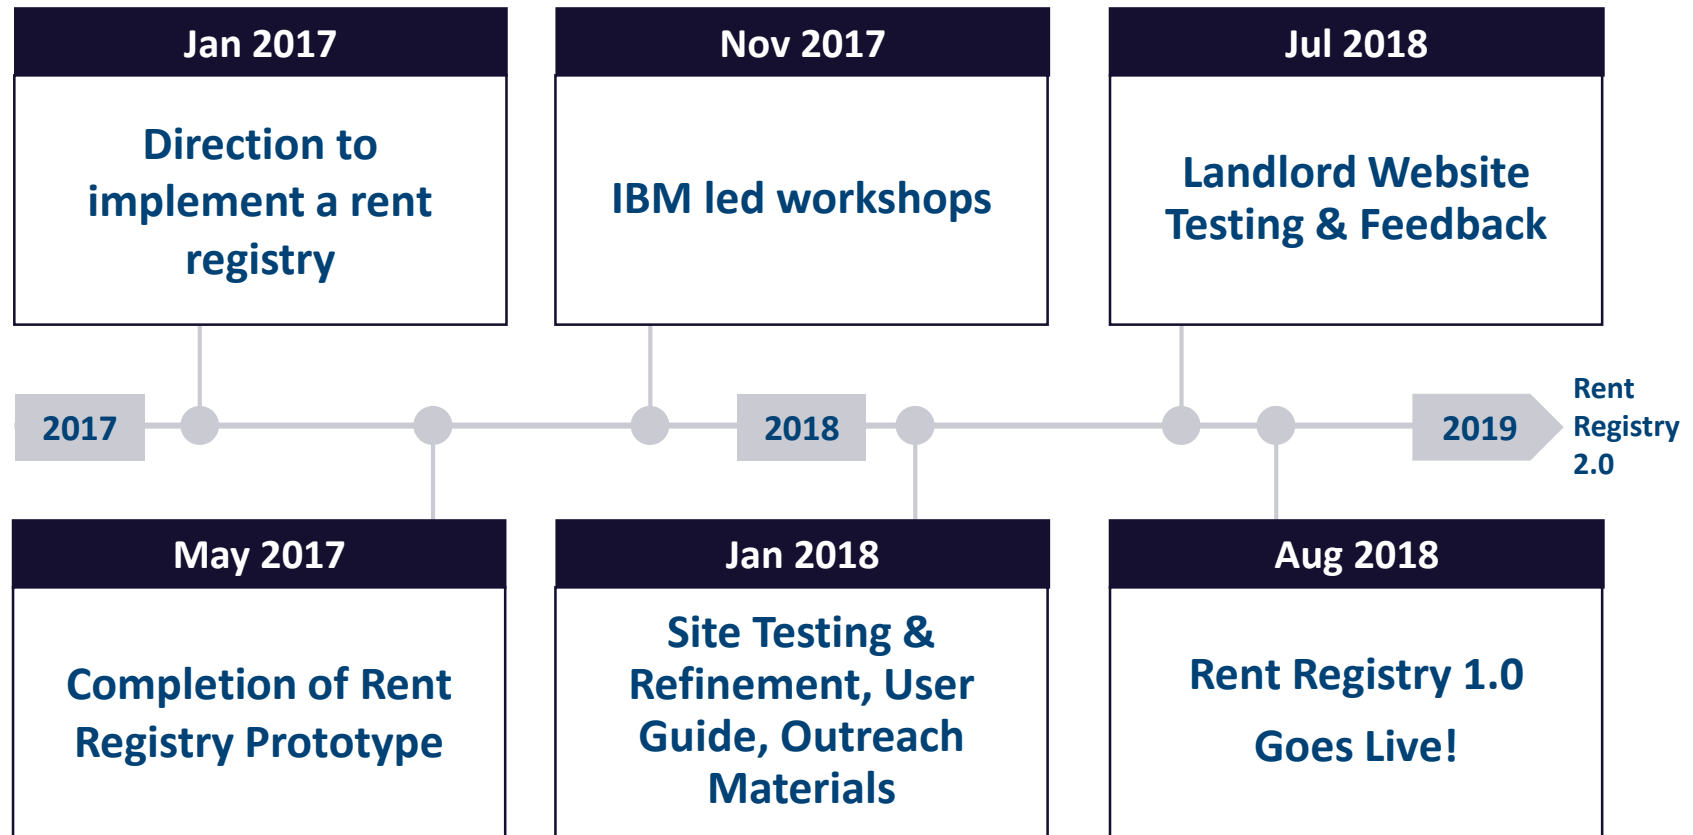 Jan 2017
Direction to
implement a rent
registry
Nov 2017
IBM led workshops
Jul 2018
Landlord Website
Testing & Feedback
2017
2018
2019
Rent
Registry
2.0
May 2017
Completion of Rent
Registry Prototype
Jan 2018
Site Testing &
Refinement, User
Guide, Outreach
Materials
Aug 2018
Rent Registry 1.0
Goes Live!